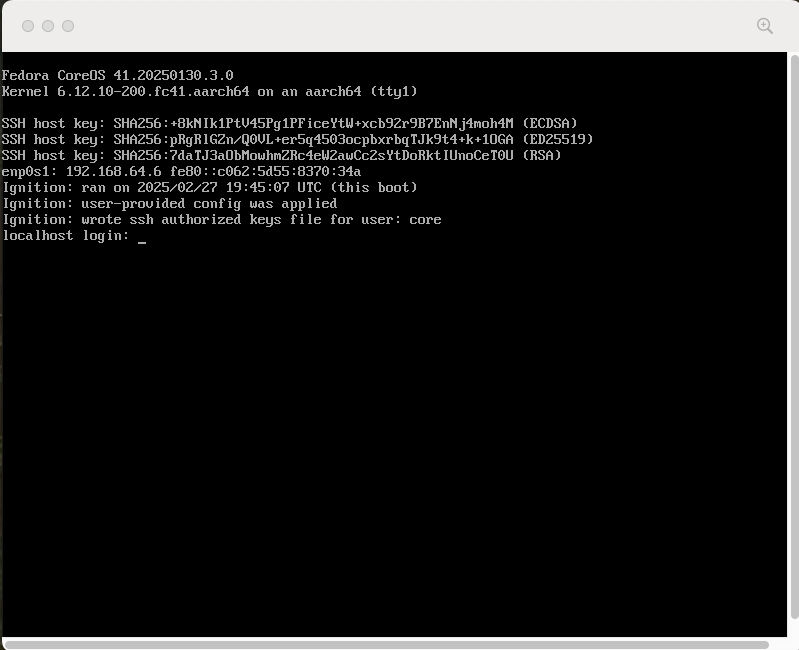 Fedora CoreOS 41.20250130.3.0
Kernel 6.12.10-200.fc41.aarch64 on an aarch64 (tty1)
SSH host key: SHA256:+8kNIk1PtV45Pg1PFiceYtW+xcb92r9B7EnNj4moh4M (ECDSA)
SSH host key: SHA256:pRgRlGZn/Q0VL+er5q4503ocpbxrbqTJk9t4+k+1OGA (ED25519)
SSH host key: SHA256:7daTJ3aObMowhmZRc4eW2awCc2sYtDoRktIUnoCeT0U (RSA)
enp0s1: 192.168.64.6 fe80::c062:5d55:8370:34a
Ignition: ran on 2025/02/27 19:45:07 UTC (this boot)
Ignition: user-provided config was applied
Ignition: wrote ssh authorized keys file for user: core
localhost login: _